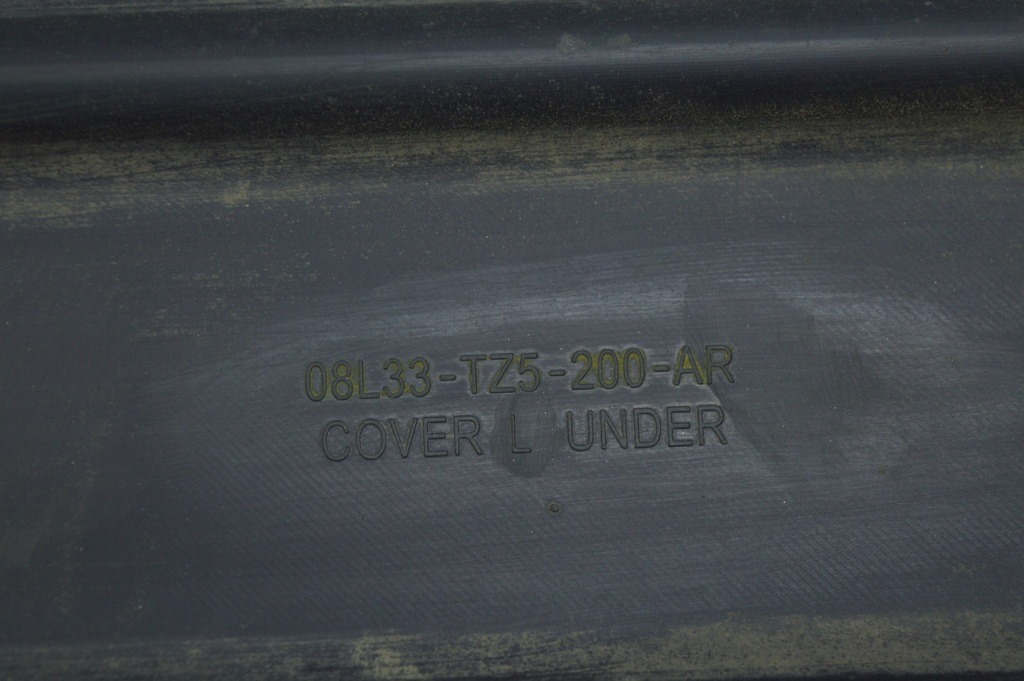 08L33-TZ5-200-AR
COVER L UNDER